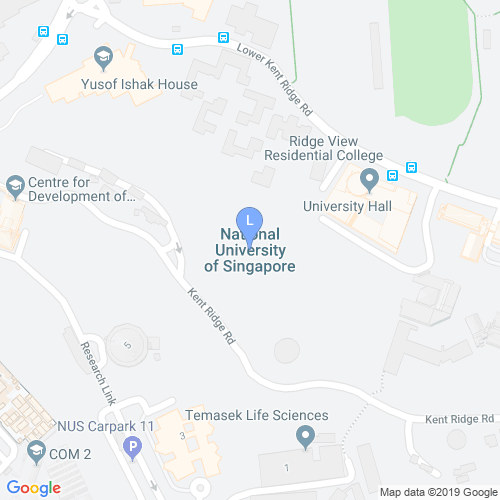 Lower Kent Ridge Rd
Yusof Ishak House
Ridge View
Residential College
Centre for
Development of...
University Hall
L
National
University
of Singapore
Kent Ridge Rd
5
Research Link
Temasek Life Sciences
Kent Ridge Rd
NUS Carpark 11
3
P
COM 2
1
Google
Map data ©2019 Google